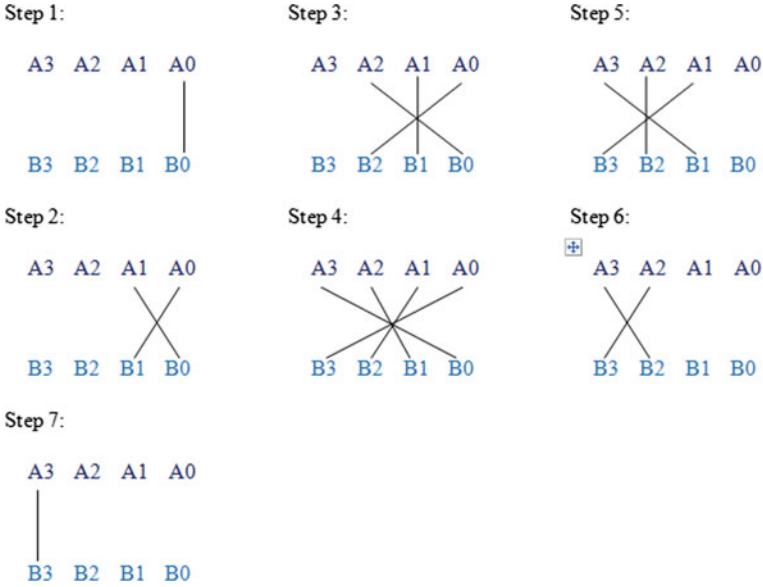 Step 1:
A3 A2 A1 A0
B3 B2 B1 B0
Step 2:
A3 A2 A1 A0
B3 B2 B1 B0
Step 3:
A3 A2 A1 A0
B3 B2 B1 B0
Step 4:
A3 A2 A1 A0
B3 B2 B1 B0
Step 5:
A3 A2 A1 A0
B3 B2 B1 B0
Step 6:
A3 A2 A1 A0
B3 B2 B1 B0
Step 7:
A3 A2 A1 A0
B3 B2 B1 B0